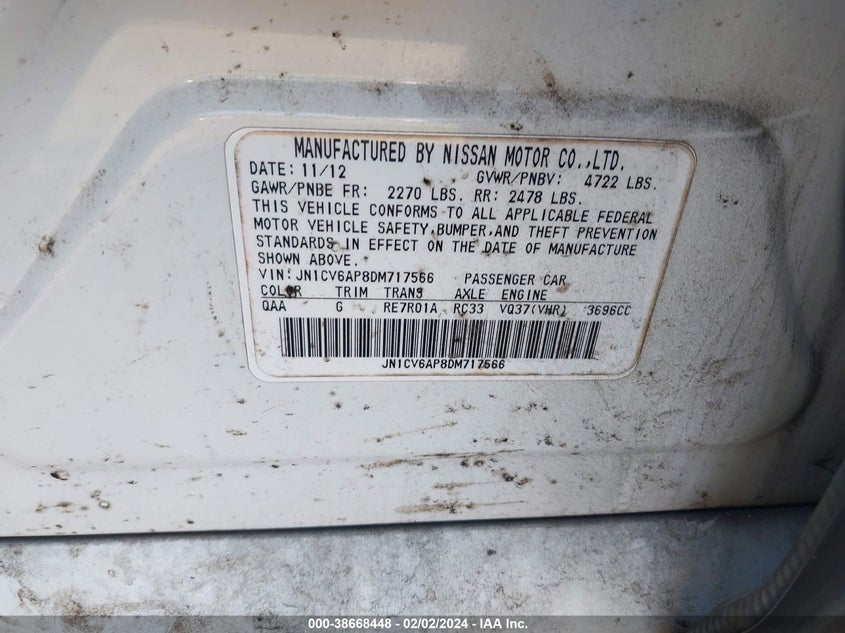 MANUFACTURED BY NISSAN MOTOR CO.,LTD.
DATE: 11/12 GVWR/PNBV: 4722 LBS.
GAWR/PNBE FR: 2270 LBS. RR: 2478 LBS.
THIS VEHICLE CONFORMS TO ALL APPLICABLE FEDERAL
MOTOR VEHICLE SAFETY,BUMPER,AND THEFT PREVENTION
STANDARDS IN EFFECT ON THE DATE OF MANUFACTURE
SHOWN ABOVE.
VIN: JN1CV6AP8DM717566 PASSENGER CAR
COLOR TRIM TRANS AXLE ENGINE
QAA G RE7R01A RC33 VQ37(VHR) 3696CC
JN1CV6AP8DM717566
000-38668448 - 02/02/2024 - IAA Inc.